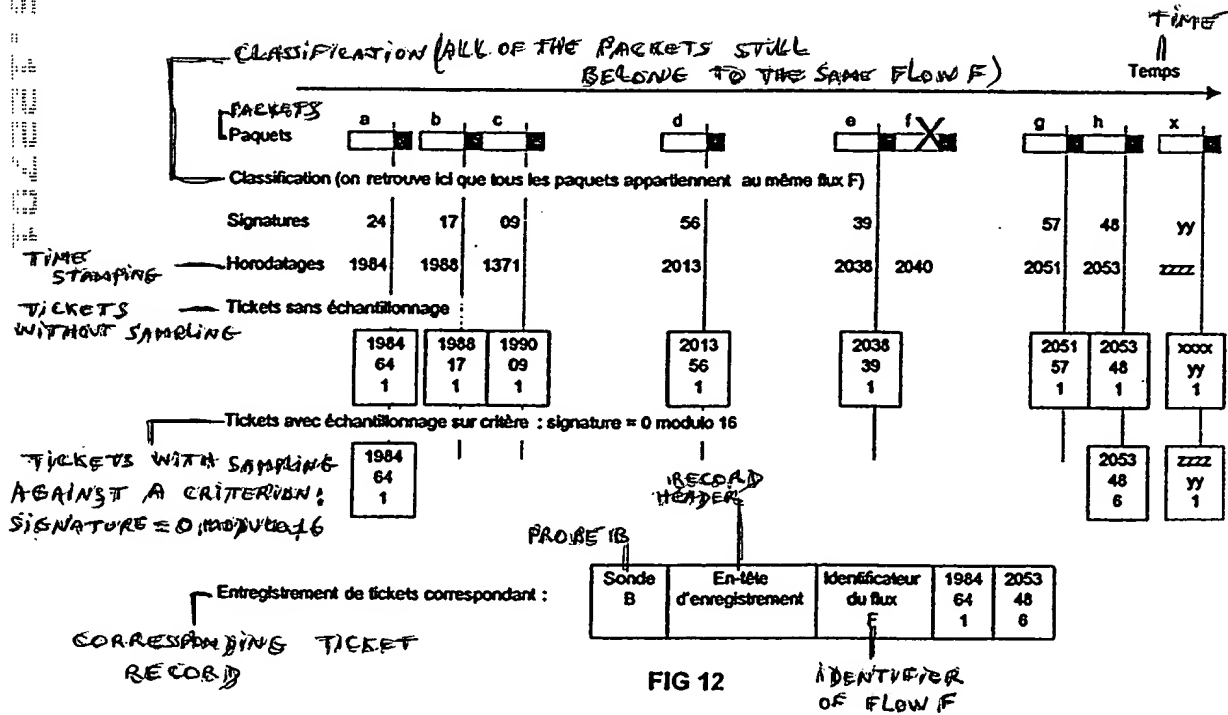 TIME
CLASSIFICATION (ALL OF THE PACKETS STILL
BELONG TO THE SAME FLOW F)
Temps
PACKETS
Paquets
a b c d e f g h x
Classification (on retrouve ici que tous les paquets appartiennent au même flux F)
Signatures 24 17 09 56 39 57 48 yy
TIME STAMPING
Horodatages 1984 1988 1371 2013 2038 2040 2051 2053 zzzz
TICKETS WITHOUT SAMPLING
Tickets sans échantillonnage
1984 1988 1990 2013 2038 2051 2053 xxxx
64 17 09 56 39 57 48 yy
1 1 1 1 1 1 1 1
Tickets avec échantillonnage sur critère : signature = 0 modulo 16
TICKETS WITH SAMPLING
AGAINST A CRITERION:
SIGNATURE = 0 MODULO 16
1984 2053 zzzz
64 48 yy
1 6 1
RECORD HEADER
PROBE B
Entregistrement de tickets correspondant :
Sonde B
En-tête d'enregistrement
Identificateur du flux F
1984 64 1
2053 48 6
CORRESPONDING TICKET
RECORD
FIG 12
IDENTIFIER
OF FLOW F